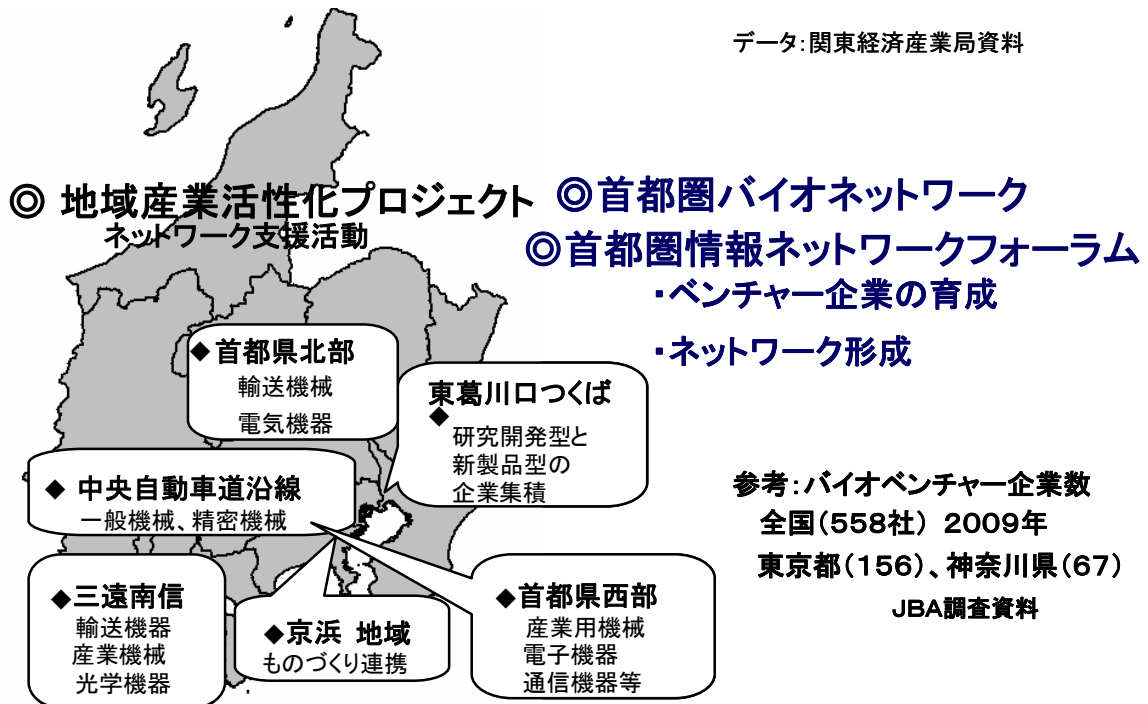 データ:関東経済産業局資料
◎ 地域産業活性化プロジェクト
ネットワーク支援活動
◎首都圏バイオネットワーク
◎首都圏情報ネットワークフォーラム
・ベンチャー企業の育成
・ネットワーク形成
◆首都県北部
輸送機械
電気機器
東葛川口つくば
◆
研究開発型と
新製品型の
企業集積
◆ 中央自動車道沿線
一般機械、精密機械
◆三遠南信
輸送機器
産業機械
光学機器
◆京浜 地域
ものづくり連携
◆首都県西部
産業用機械
電子機器
通信機器等
参考:バイオベンチャー企業数
全国(558社) 2009年
東京都(156)、神奈川県(67)
JBA調査資料